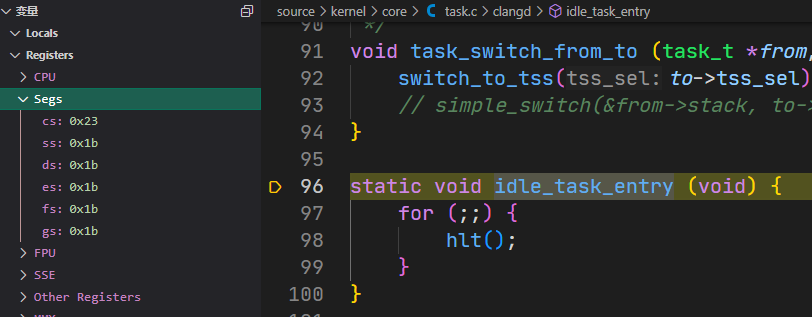 变量
Locals
Registers
CPU
Segs
cs: 0x23
ss: 0x1b
ds: 0x1b
es: 0x1b
fs: 0x1b
gs: 0x1b
FPU
SSE
Other Registers
source > kernel > core > C task.c > clangd > idle_task_entry
90 */
91 void task_switch_from_to (task_t *from,
92 switch_to_tss(tss_sel: to->tss_sel)
93 // simple_switch(&from->stack, to->
94 }
95
96 static void idle_task_entry (void) {
97 for (;;) {
98 hlt();
99 }
100 }